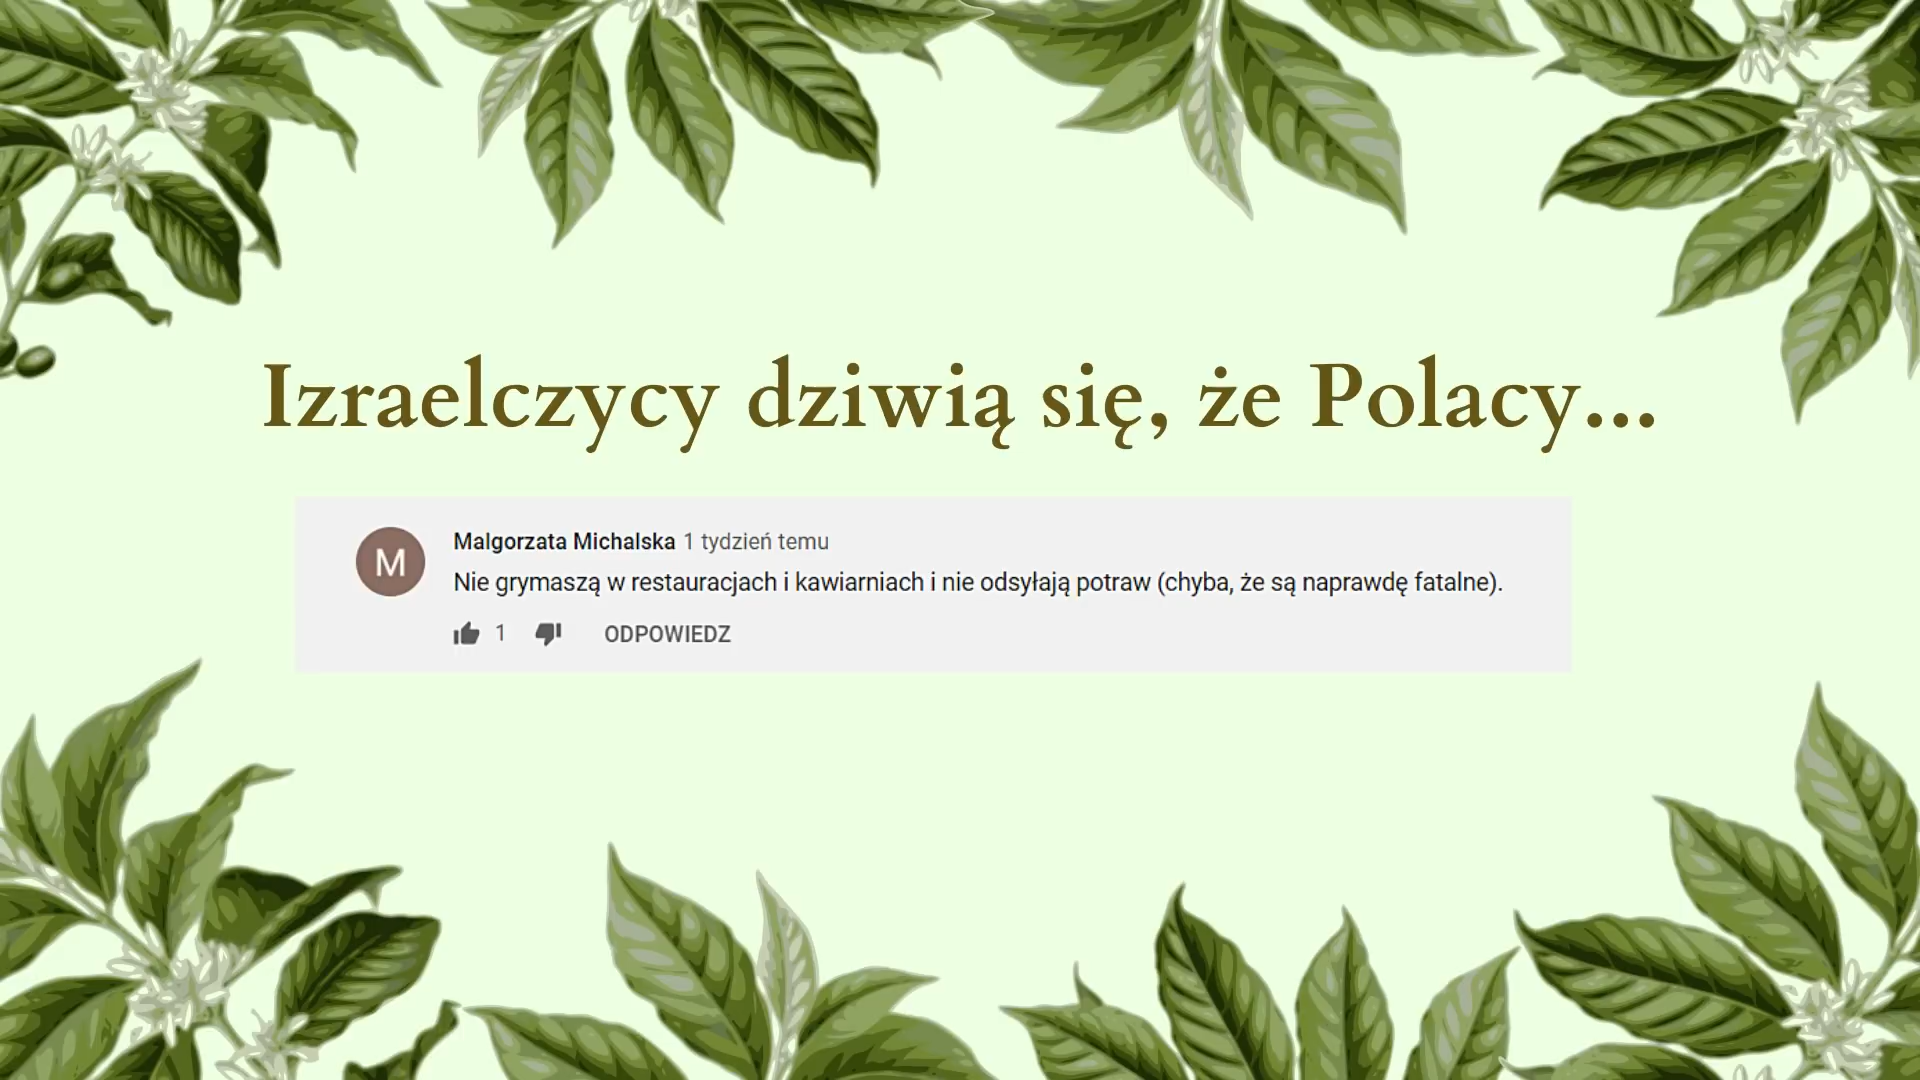 Izraelczycy dziwią się, że Polacy...
M
Malgorzata Michalska 1 tydzień temu
Nie grymaszą w restauracjach i kawiarniach i nie odsyłają potraw (chyba, że są naprawdę fatalne).
1 ODPOWIEDZ